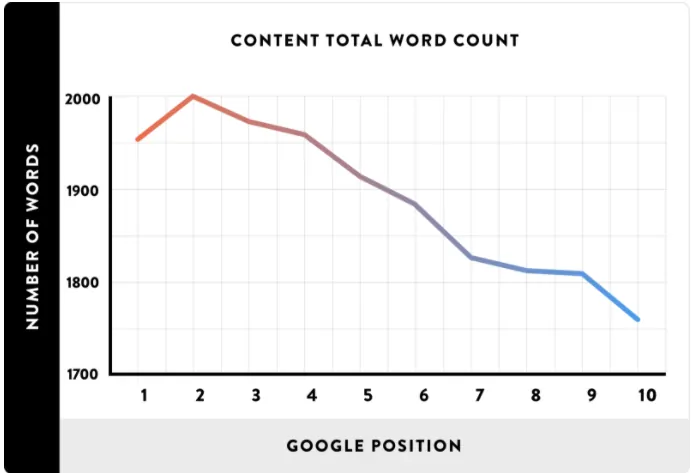 CONTENT TOTAL WORD COUNT
NUMBER OF WORDS
2000
1900
1800
1700
1 2 3 4 5 6 7 8 9 10
GOOGLE POSITION